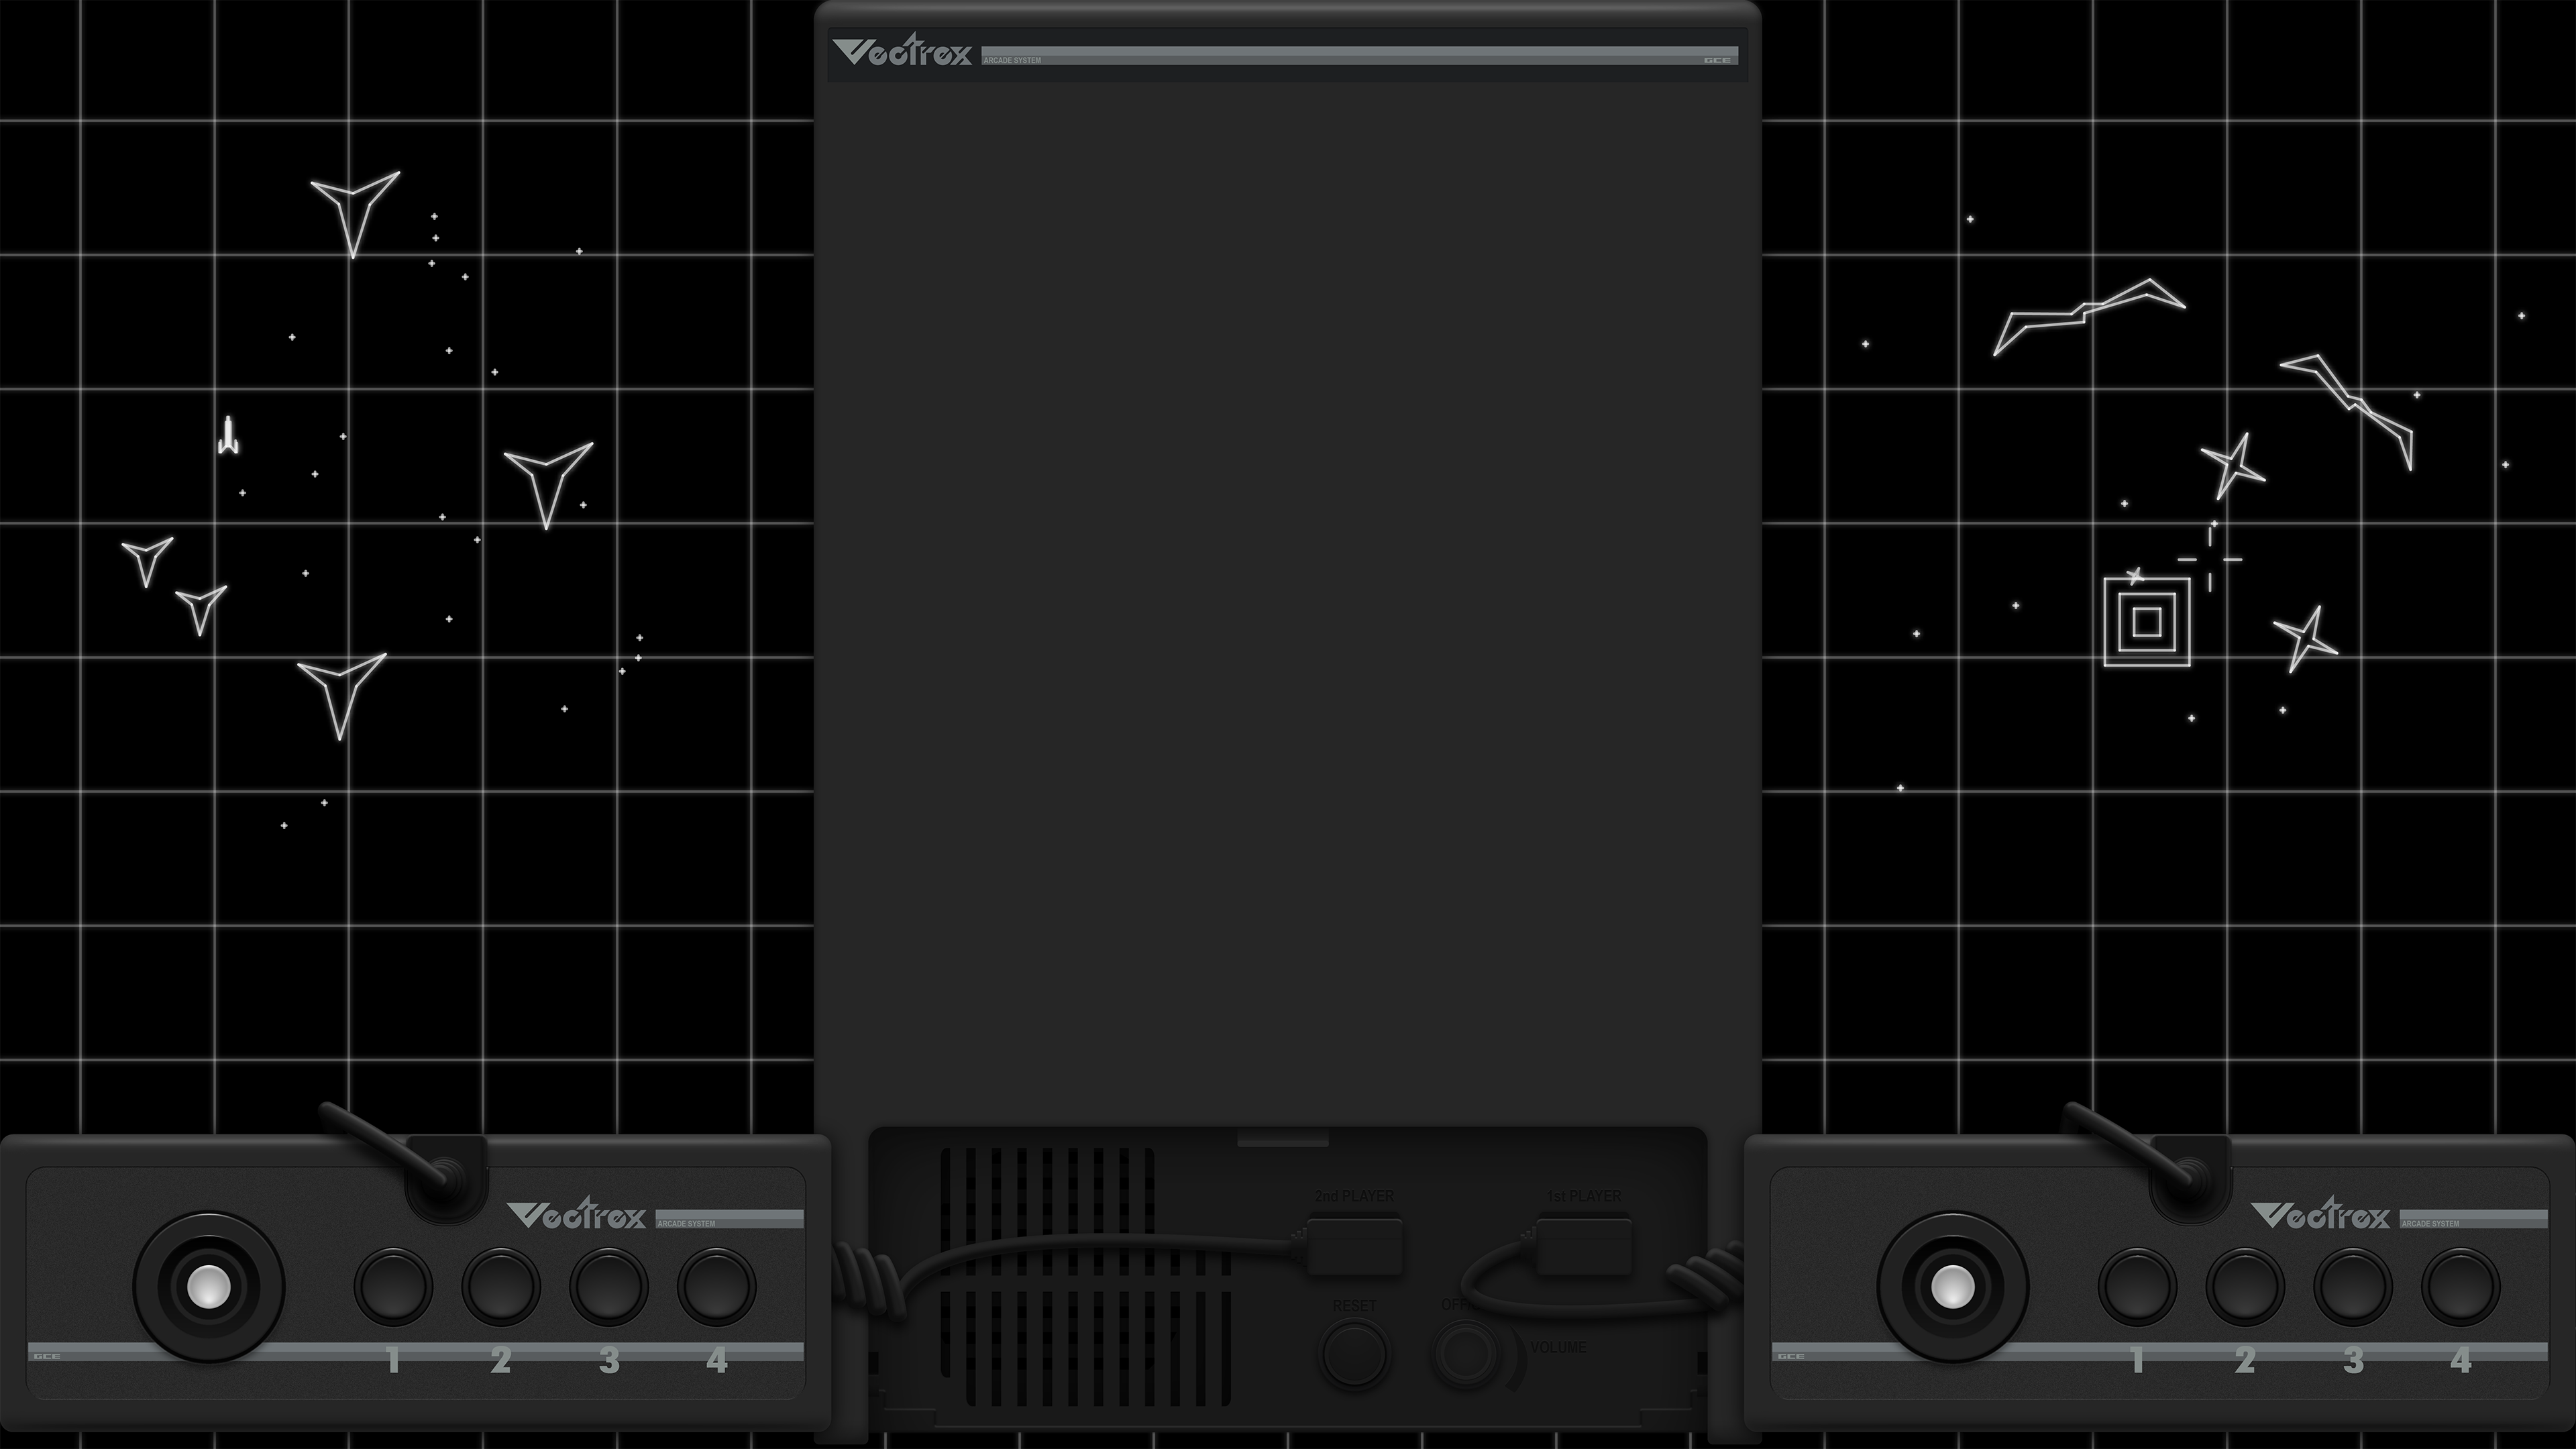 Vectrex ARCADE SYSTEM GCE
2nd PLAYER 1st PLAYER
Vectrex ARCADE SYSTEM
Vectrex ARCADE SYSTEM
RESET OFF
VOLUME
GCE 1 2 3 4
GCE 1 2 3 4